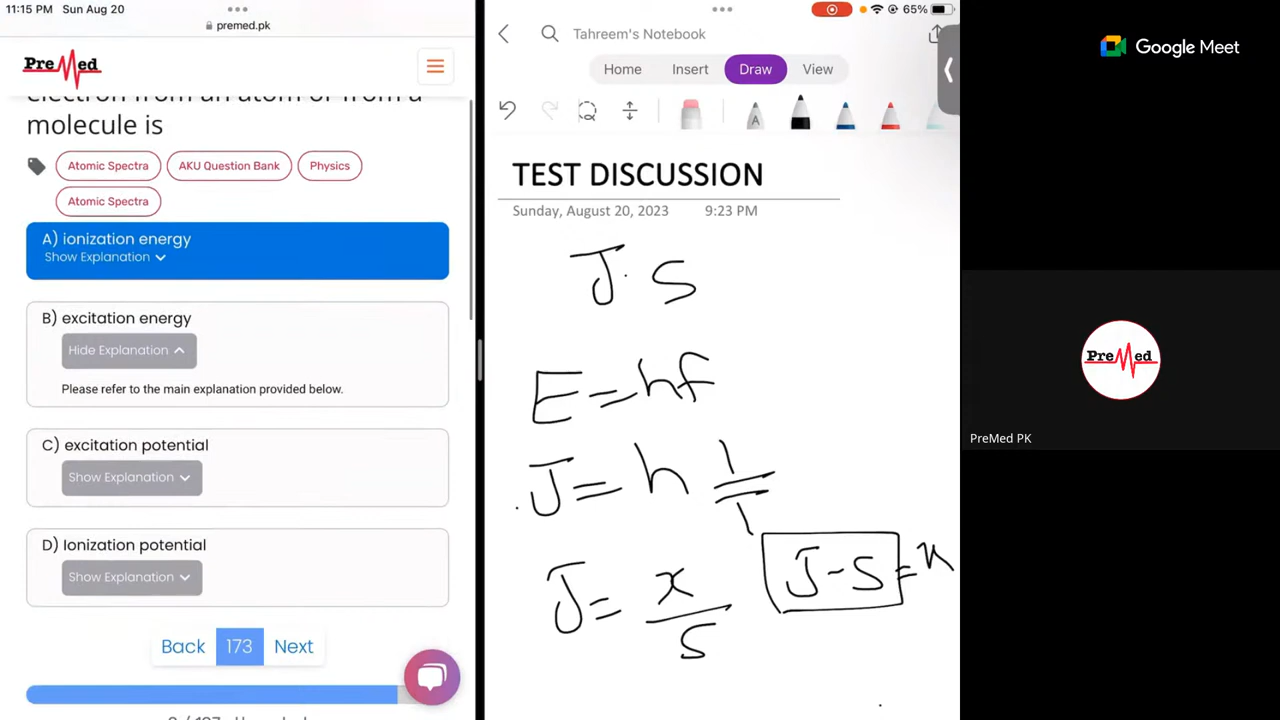 11:15 PM Sun Aug 20
65%
premed.pk
PreMed
electron from an atom or from a
molecule is
Atomic Spectra
AKU Question Bank
Physics
Atomic Spectra
A) ionization energy
Show Explanation
B) excitation energy
Hide Explanation
Please refer to the main explanation provided below.
C) excitation potential
Show Explanation
D) Ionization potential
Show Explanation
Back 173 Next
Tahreem's Notebook
Home Insert Draw View
A
TEST DISCUSSION
Sunday, August 20, 2023 9:23 PM
J. S
E = hf
J = h
J = x/S
J-S = x
Google Meet
PreMed
PreMed PK